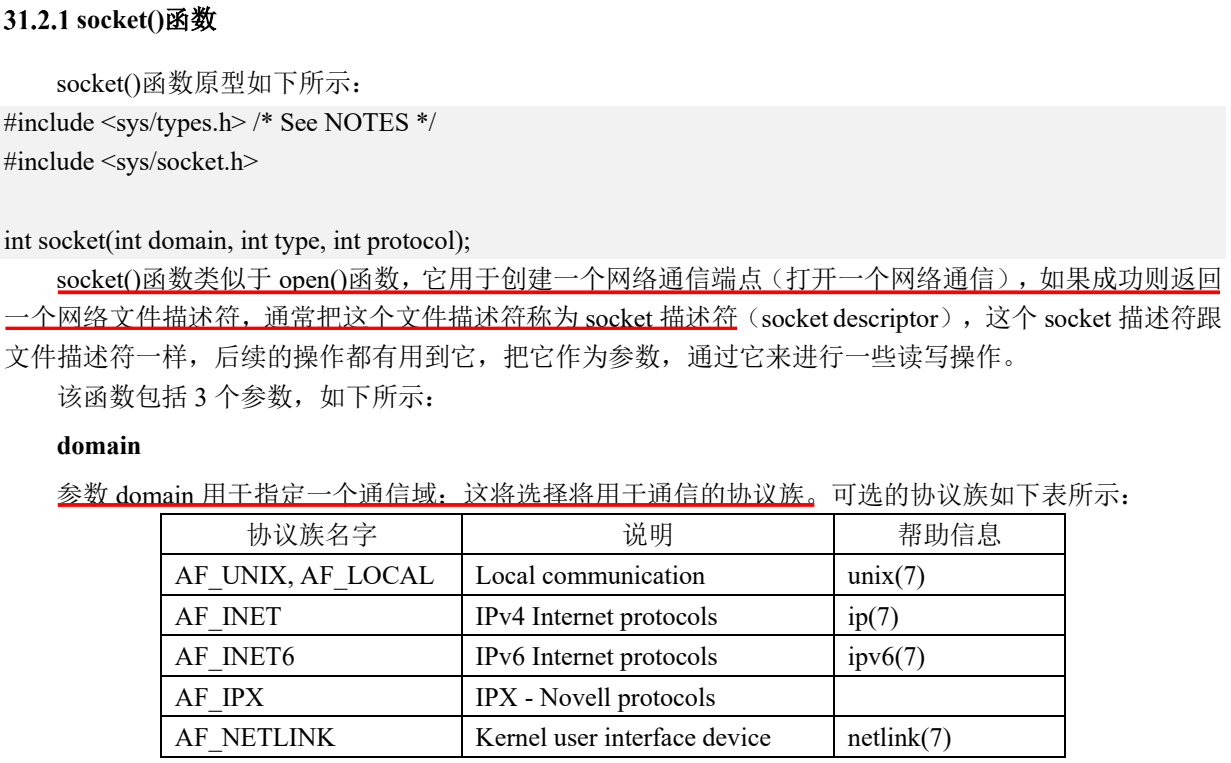 31.2.1 socket()函数
socket()函数原型如下所示：
#include <sys/types.h> /* See NOTES */
#include <sys/socket.h>
int socket(int domain, int type, int protocol);
socket()函数类似于 open()函数，它用于创建一个网络通信端点（打开一个网络通信），如果成功则返回
一个网络文件描述符，通常把这个文件描述符称为 socket 描述符（socket descriptor），这个 socket 描述符跟
文件描述符一样，后续的操作都有用到它，把它作为参数，通过它来进行一些读写操作。
该函数包括 3 个参数，如下所示：
domain
参数 domain 用于指定一个通信域；这将选择将用于通信的协议族。可选的协议族如下表所示：
协议族名字 说明 帮助信息
AF_UNIX, AF_LOCAL Local communication unix(7)
AF_INET IPv4 Internet protocols ip(7)
AF_INET6 IPv6 Internet protocols ipv6(7)
AF_IPX IPX - Novell protocols
AF_NETLINK Kernel user interface device netlink(7)